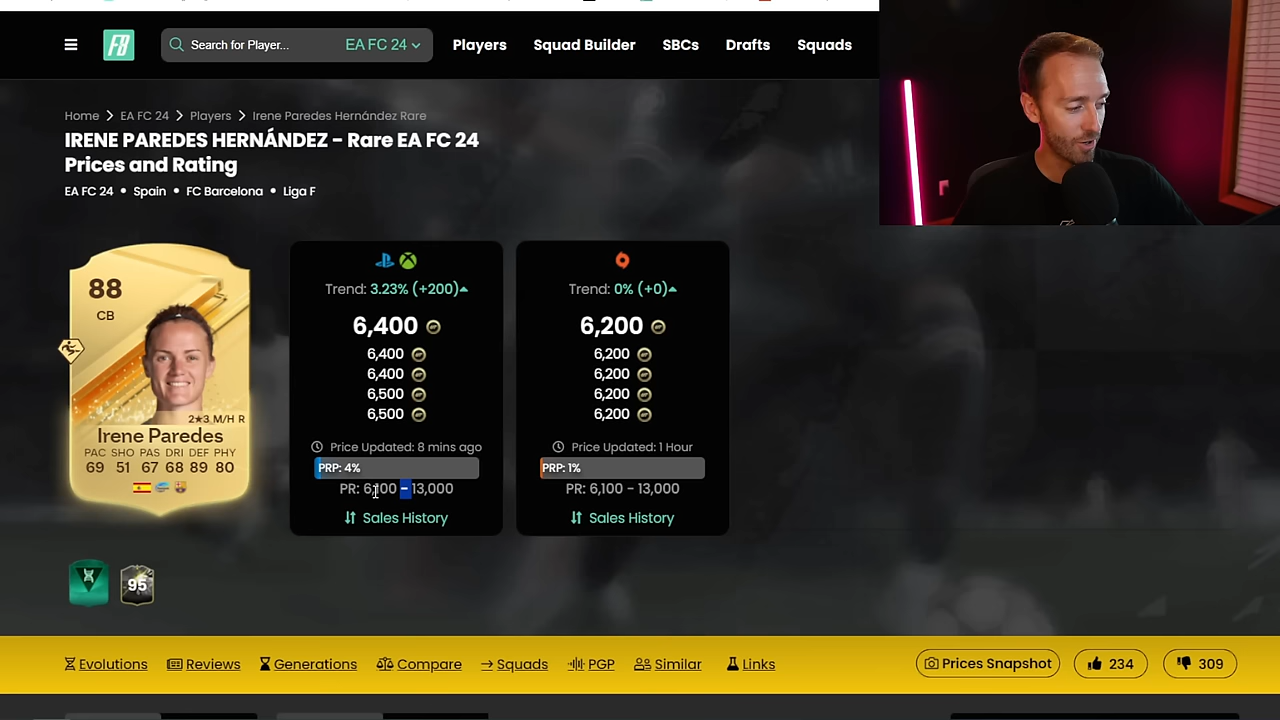 FB
Search for Player...
EA FC 24
Players
Squad Builder
SBCs
Drafts
Squads
Home
EA FC 24
Players
Irene Paredes Hernández Rare
IRENE PAREDES HERNÁNDEZ - Rare EA FC 24
Prices and Rating
EA FC 24 • Spain • FC Barcelona • Liga F
88
CB
2★3 M/H R
Irene Paredes
PAC SHO PAS DRI DEF PHY
69 51 67 68 89 80
Trend: 3.23% (+200)
6,400
6,400
6,400
6,500
6,500
Price Updated: 8 mins ago
PRP: 4%
PR: 6,100 - 13,000
Sales History
Trend: 0% (+0)
6,200
6,200
6,200
6,200
6,200
Price Updated: 1 Hour
PRP: 1%
PR: 6,100 - 13,000
Sales History
95
Evolutions
Reviews
Generations
Compare
Squads
PGP
Similar
Links
Prices Snapshot
234
309